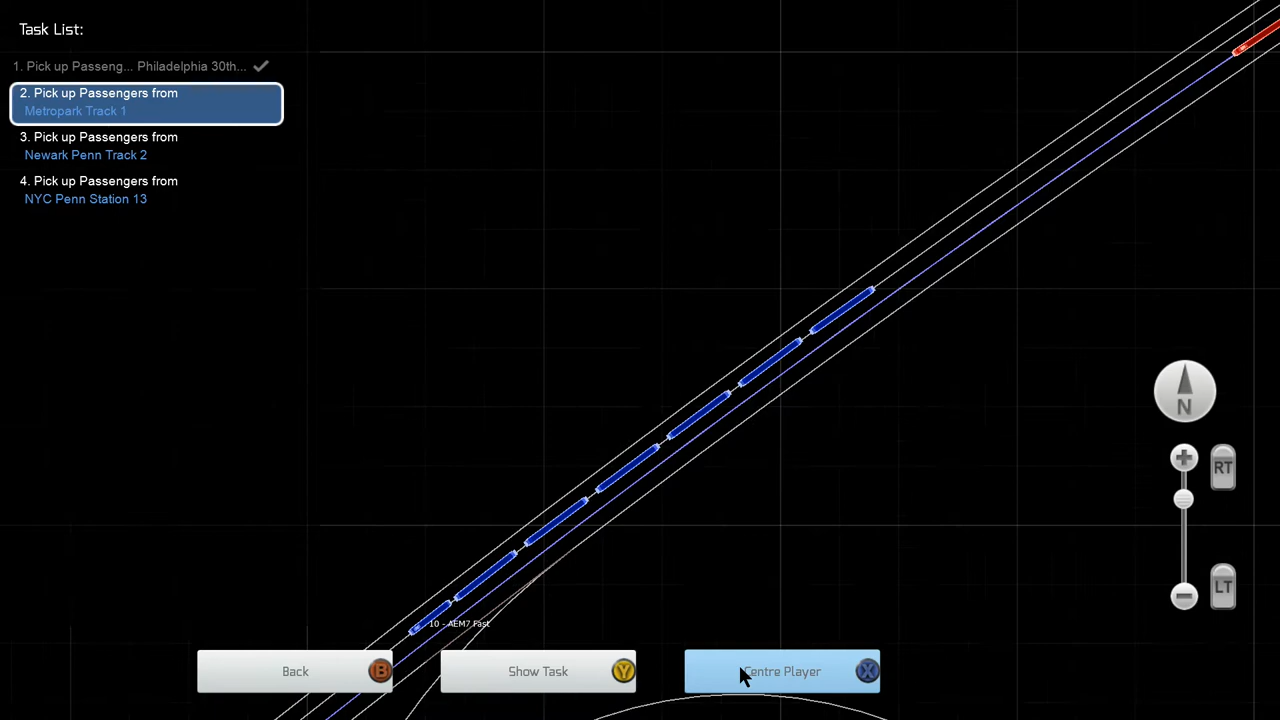 Task List:
1. Pick up Passeng... Philadelphia 30th...
2. Pick up Passengers from
Metropark Track 1
3. Pick up Passengers from
Newark Penn Track 2
4. Pick up Passengers from
NYC Penn Station 13
N
RT
LT
10 - AEM7 Fast
Back B
Show Task Y
Centre Player X